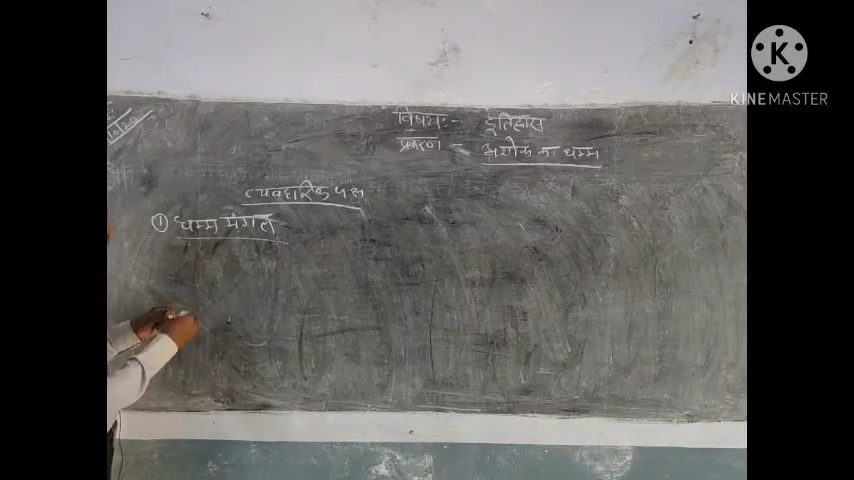 विषय :- इतिहास
प्रकरण - अशोक का धम्म
व्यवहारिक पक्ष
① धम्म मंगल
K
KINEMASTER